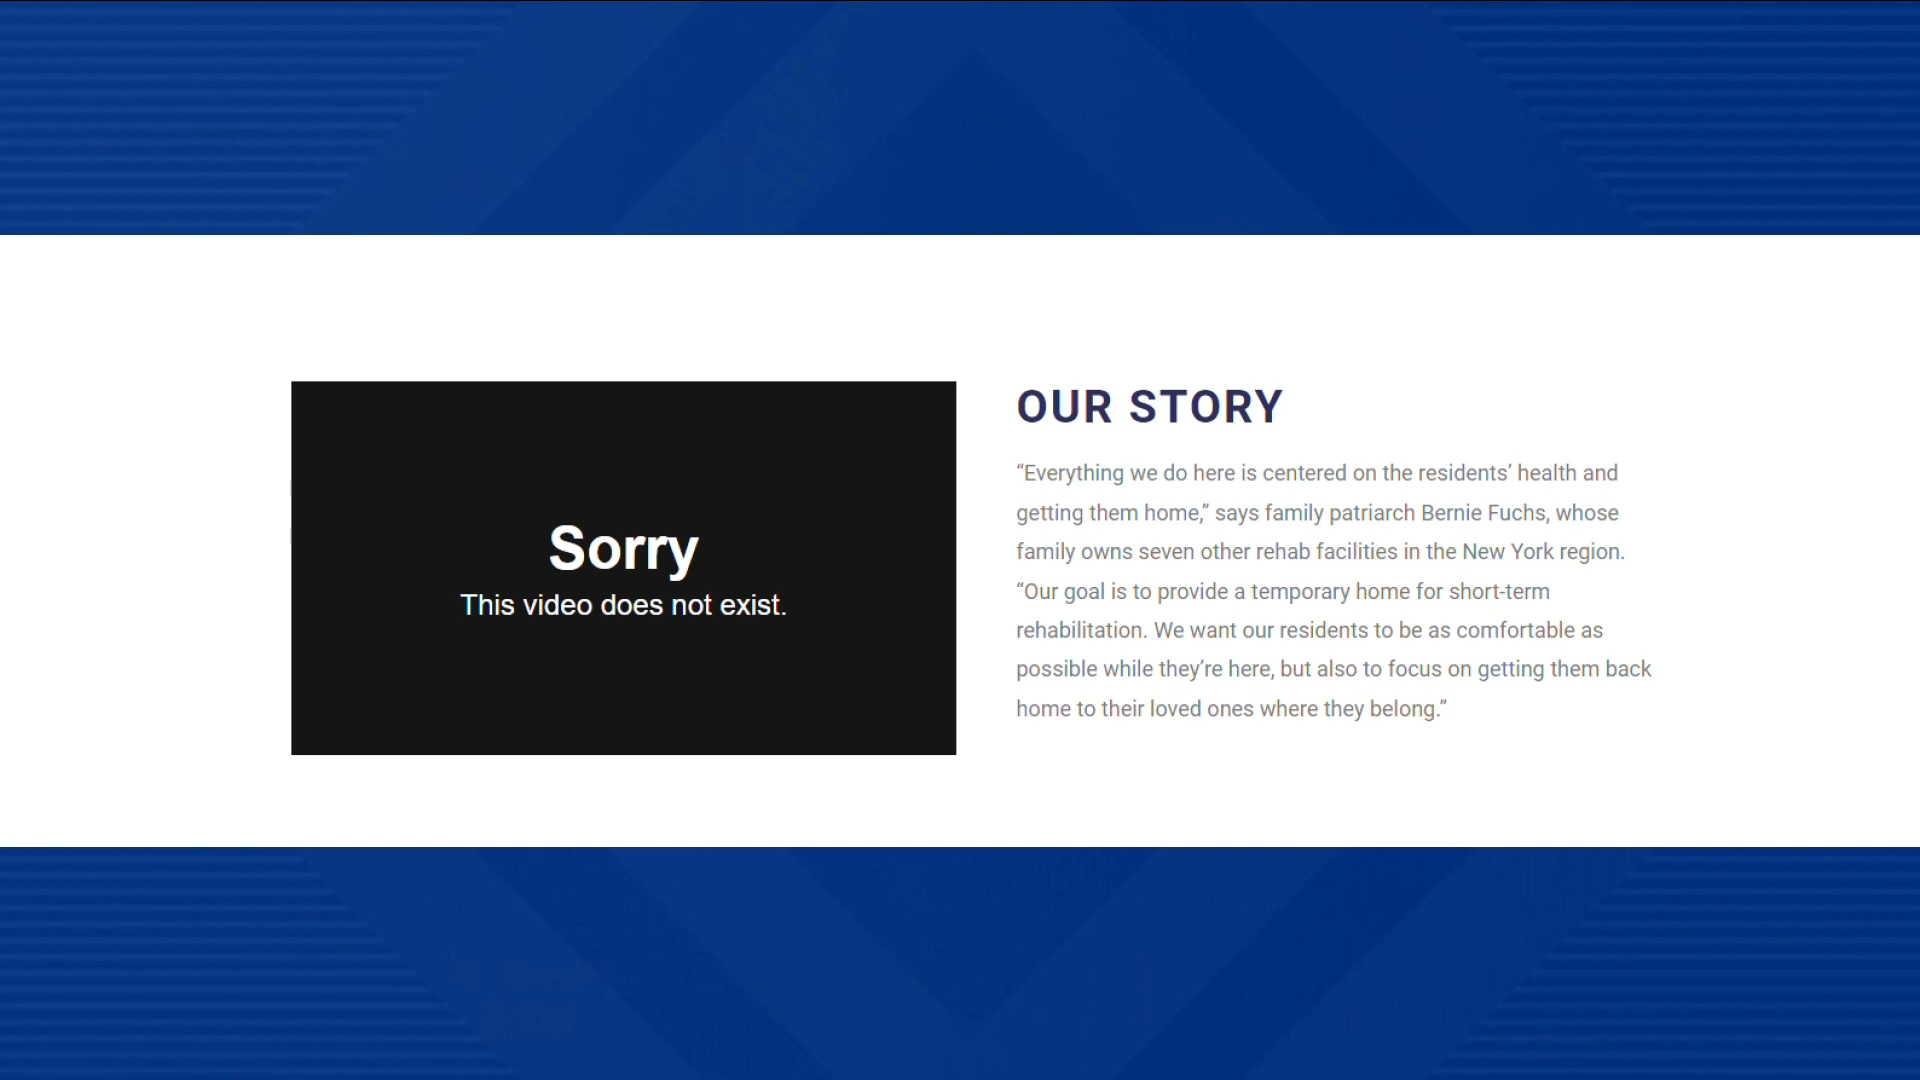 Sorry
This video does not exist.
OUR STORY
“Everything we do here is centered on the residents’ health and
getting them home,” says family patriarch Bernie Fuchs, whose
family owns seven other rehab facilities in the New York region.
“Our goal is to provide a temporary home for short-term
rehabilitation. We want our residents to be as comfortable as
possible while they’re here, but also to focus on getting them back
home to their loved ones where they belong.”